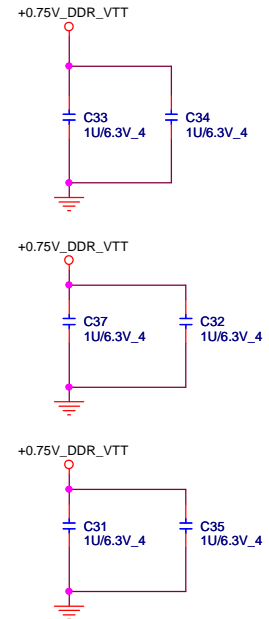 +0.75V_DDR_VTT
C33 C34
1U/6.3V_4 1U/6.3V_4
+0.75V_DDR_VTT
C37 C32
1U/6.3V_4 1U/6.3V_4
+0.75V_DDR_VTT
C31 C35
1U/6.3V_4 1U/6.3V_4